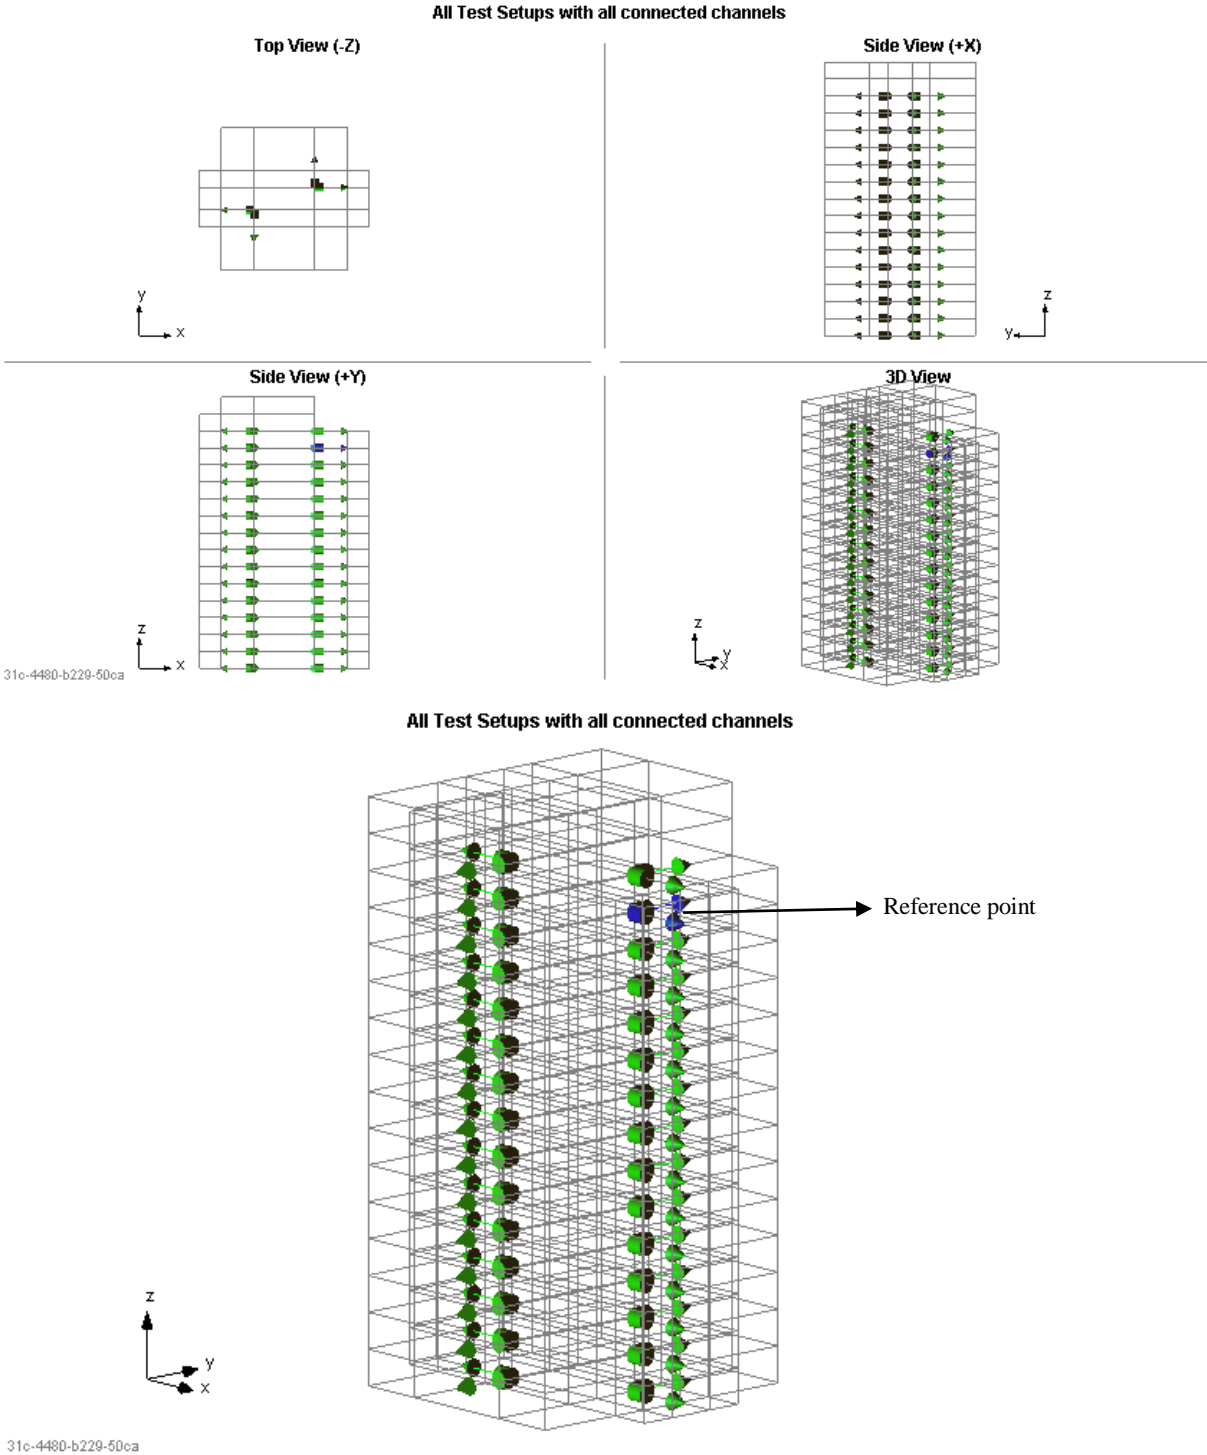 All Test Setups with all connected channels
Top View (-Z)
Side View (+X)
y
x
z
y
Side View (+Y)
3D View
z
x
z
y
x
31c-4480-b229-50ca
All Test Setups with all connected channels
Reference point
z
y
x
31c-4480-b229-50ca